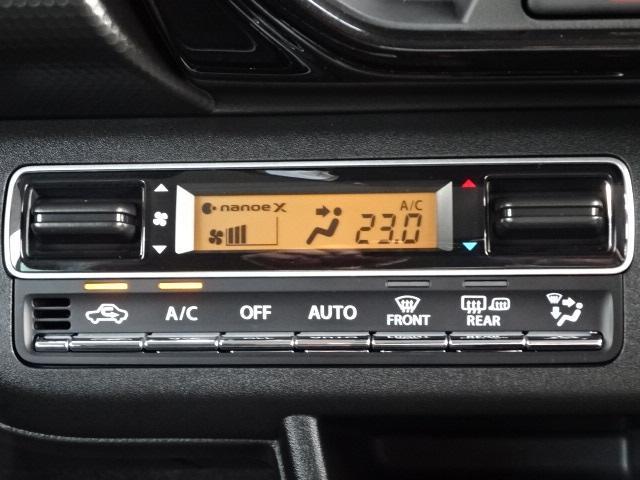 nanoe X
A/C
23.0
A/C
OFF
AUTO
FRONT
REAR